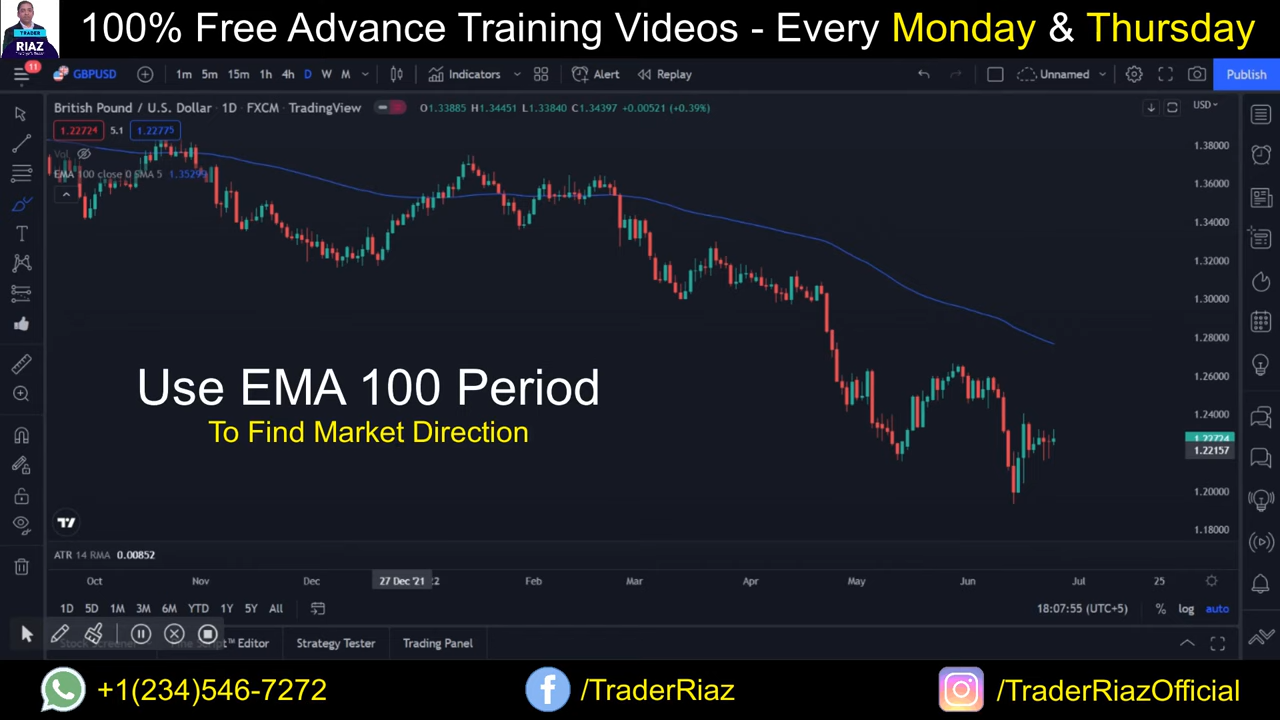 100% Free Advance Training Videos - Every Monday & Thursday
TRADER
RIAZ
11
GBPUSD
1m 5m 15m 1h 4h D W M
Indicators
Alert
Replay
Unnamed
Publish
British Pound / U.S. Dollar · 1D · FXCM · TradingView
O1.33885 H1.34451 L1.33840 C1.34397 +0.00521 (+0.39%)
USD
1.22724 5.1 1.22775
Vol
EMA 100 close 0 SMA 5
1.38000
1.36000
1.34000
1.32000
1.30000
1.28000
1.26000
1.24000
1.22724
1.22157
1.20000
1.18000
Use EMA 100 Period
To Find Market Direction
ATR 14 RMA 0.00852
Oct Nov Dec 27 Dec '21 Feb Mar Apr May Jun Jul 25
1D 5D 1M 3M 6M YTD 1Y 5Y All
18:07:55 (UTC+5) % log auto
Stock Screener Editor Strategy Tester Trading Panel
+1(234)546-7272
/TraderRiaz
/TraderRiazOfficial